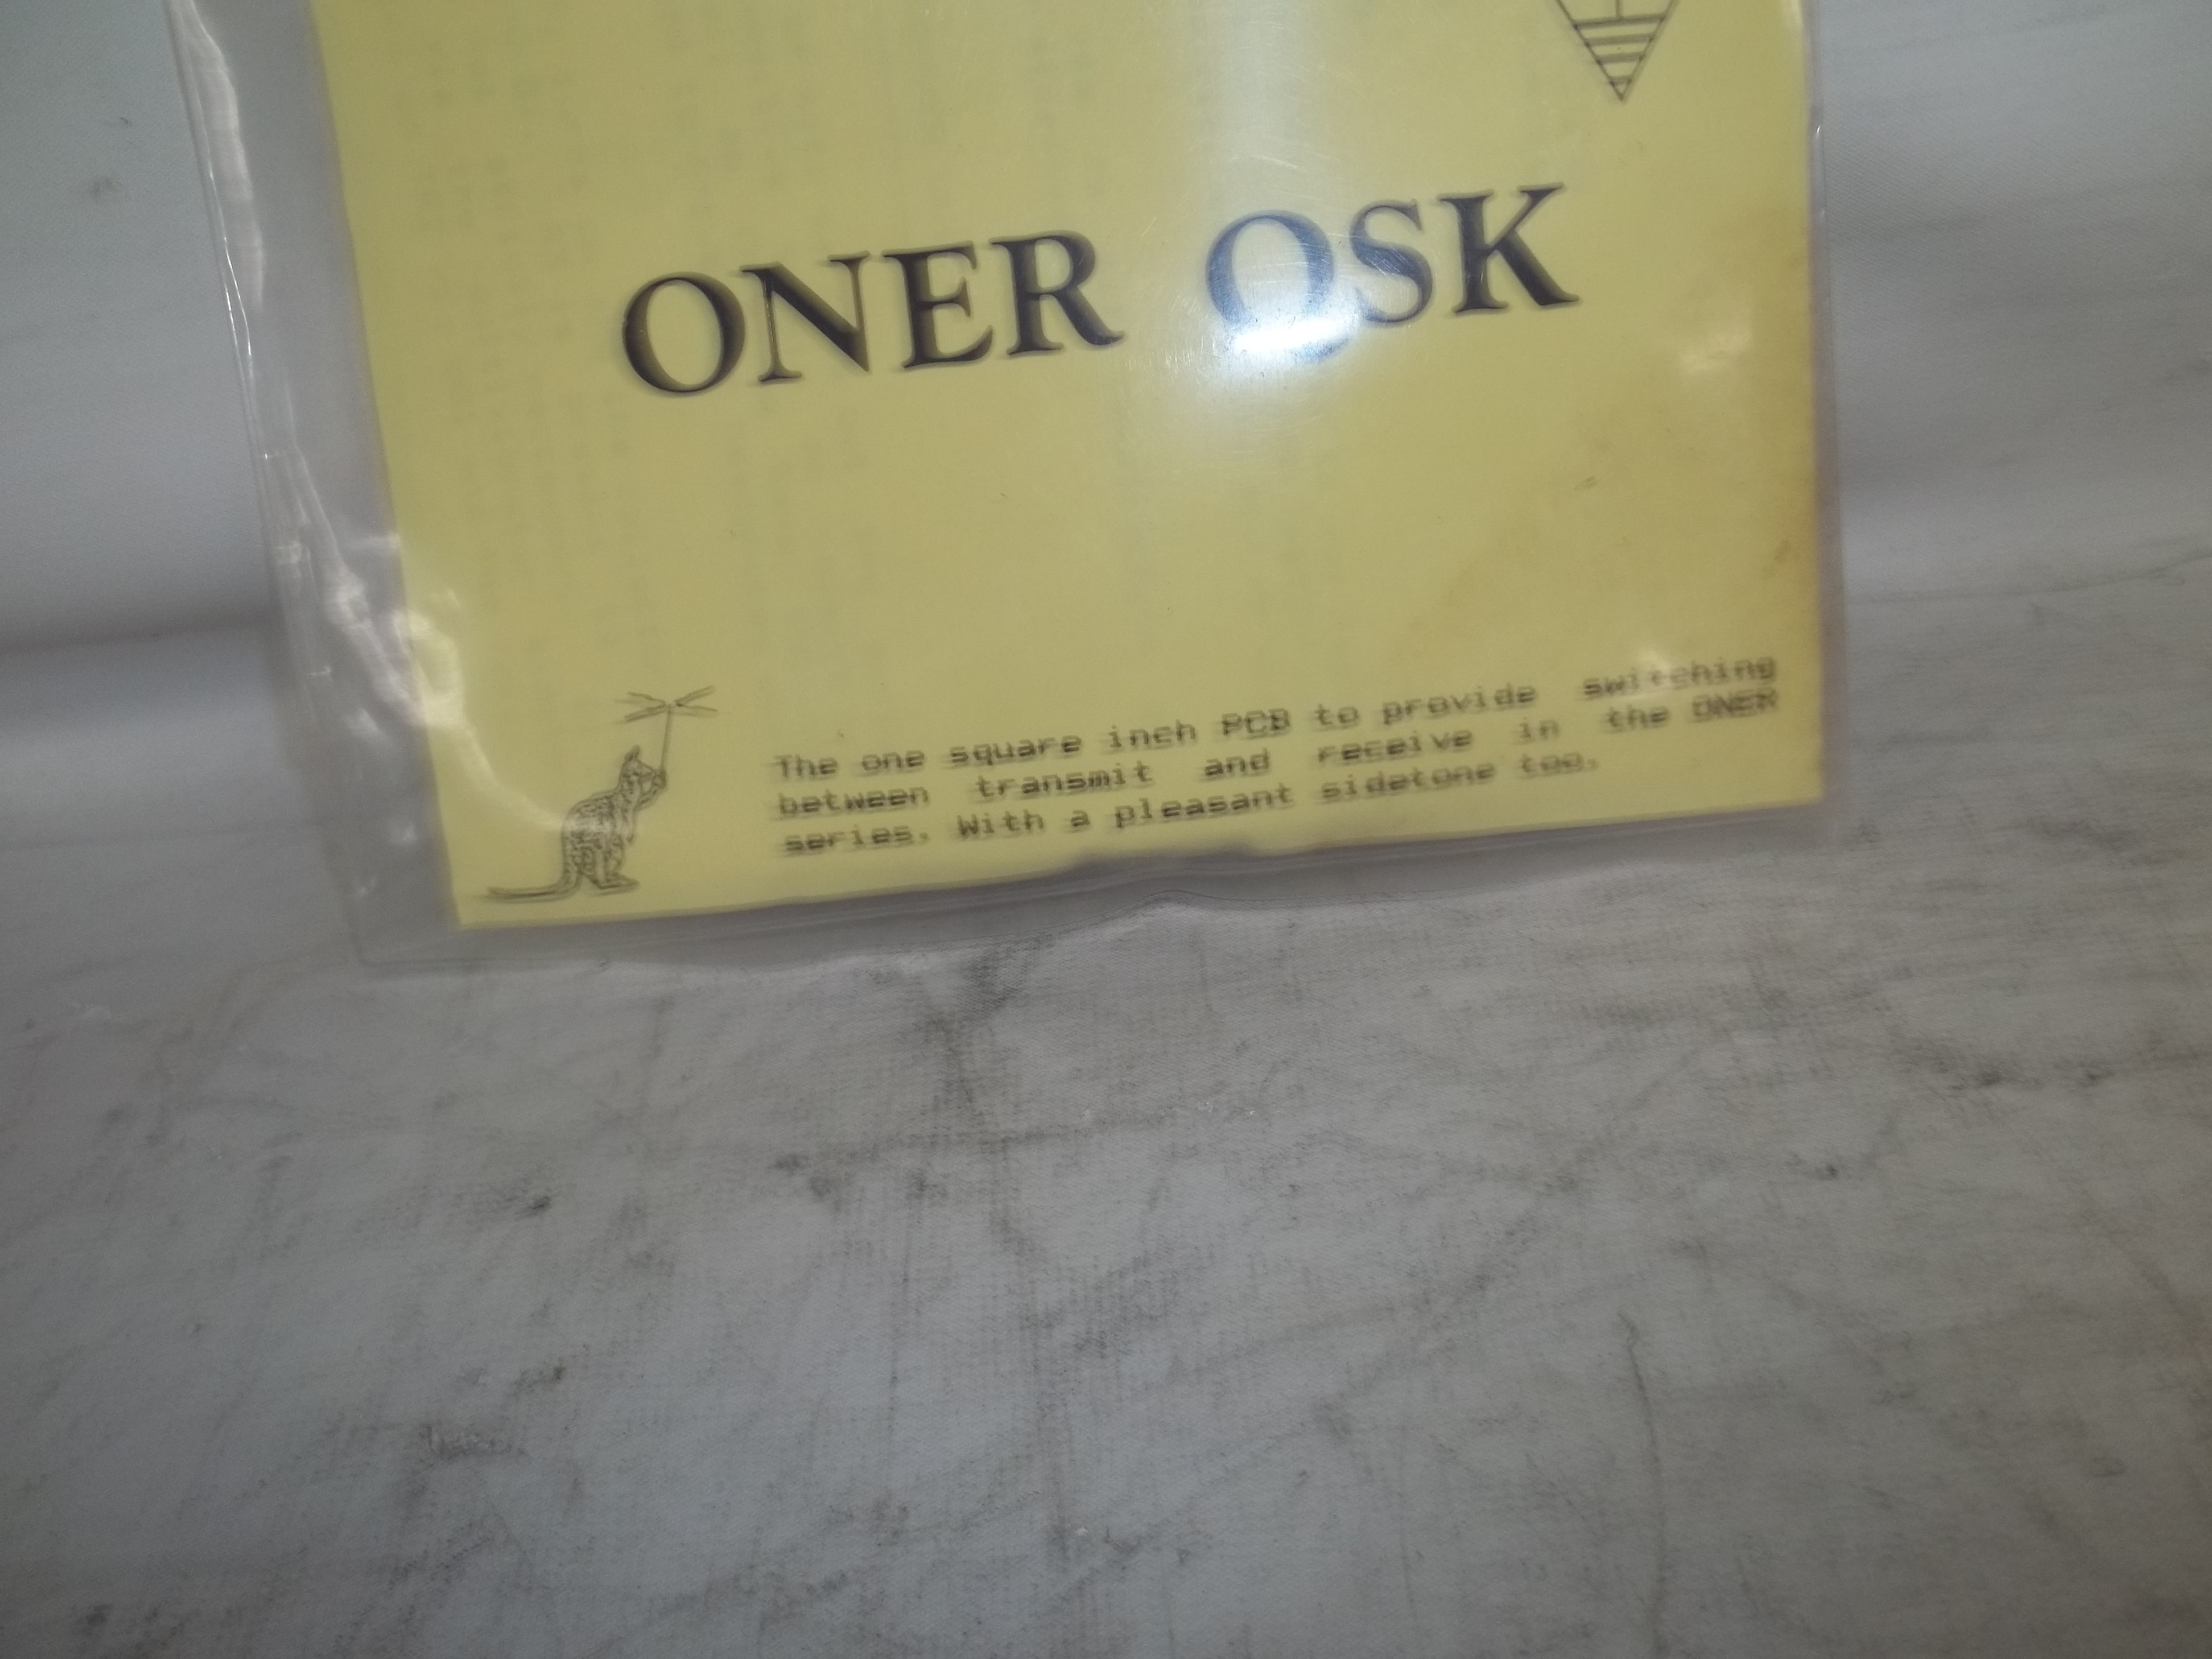 ONER QSK
The one square inch PCB to provide switching
between transmit and receive in the ONER
series. With a pleasant sidetone too.